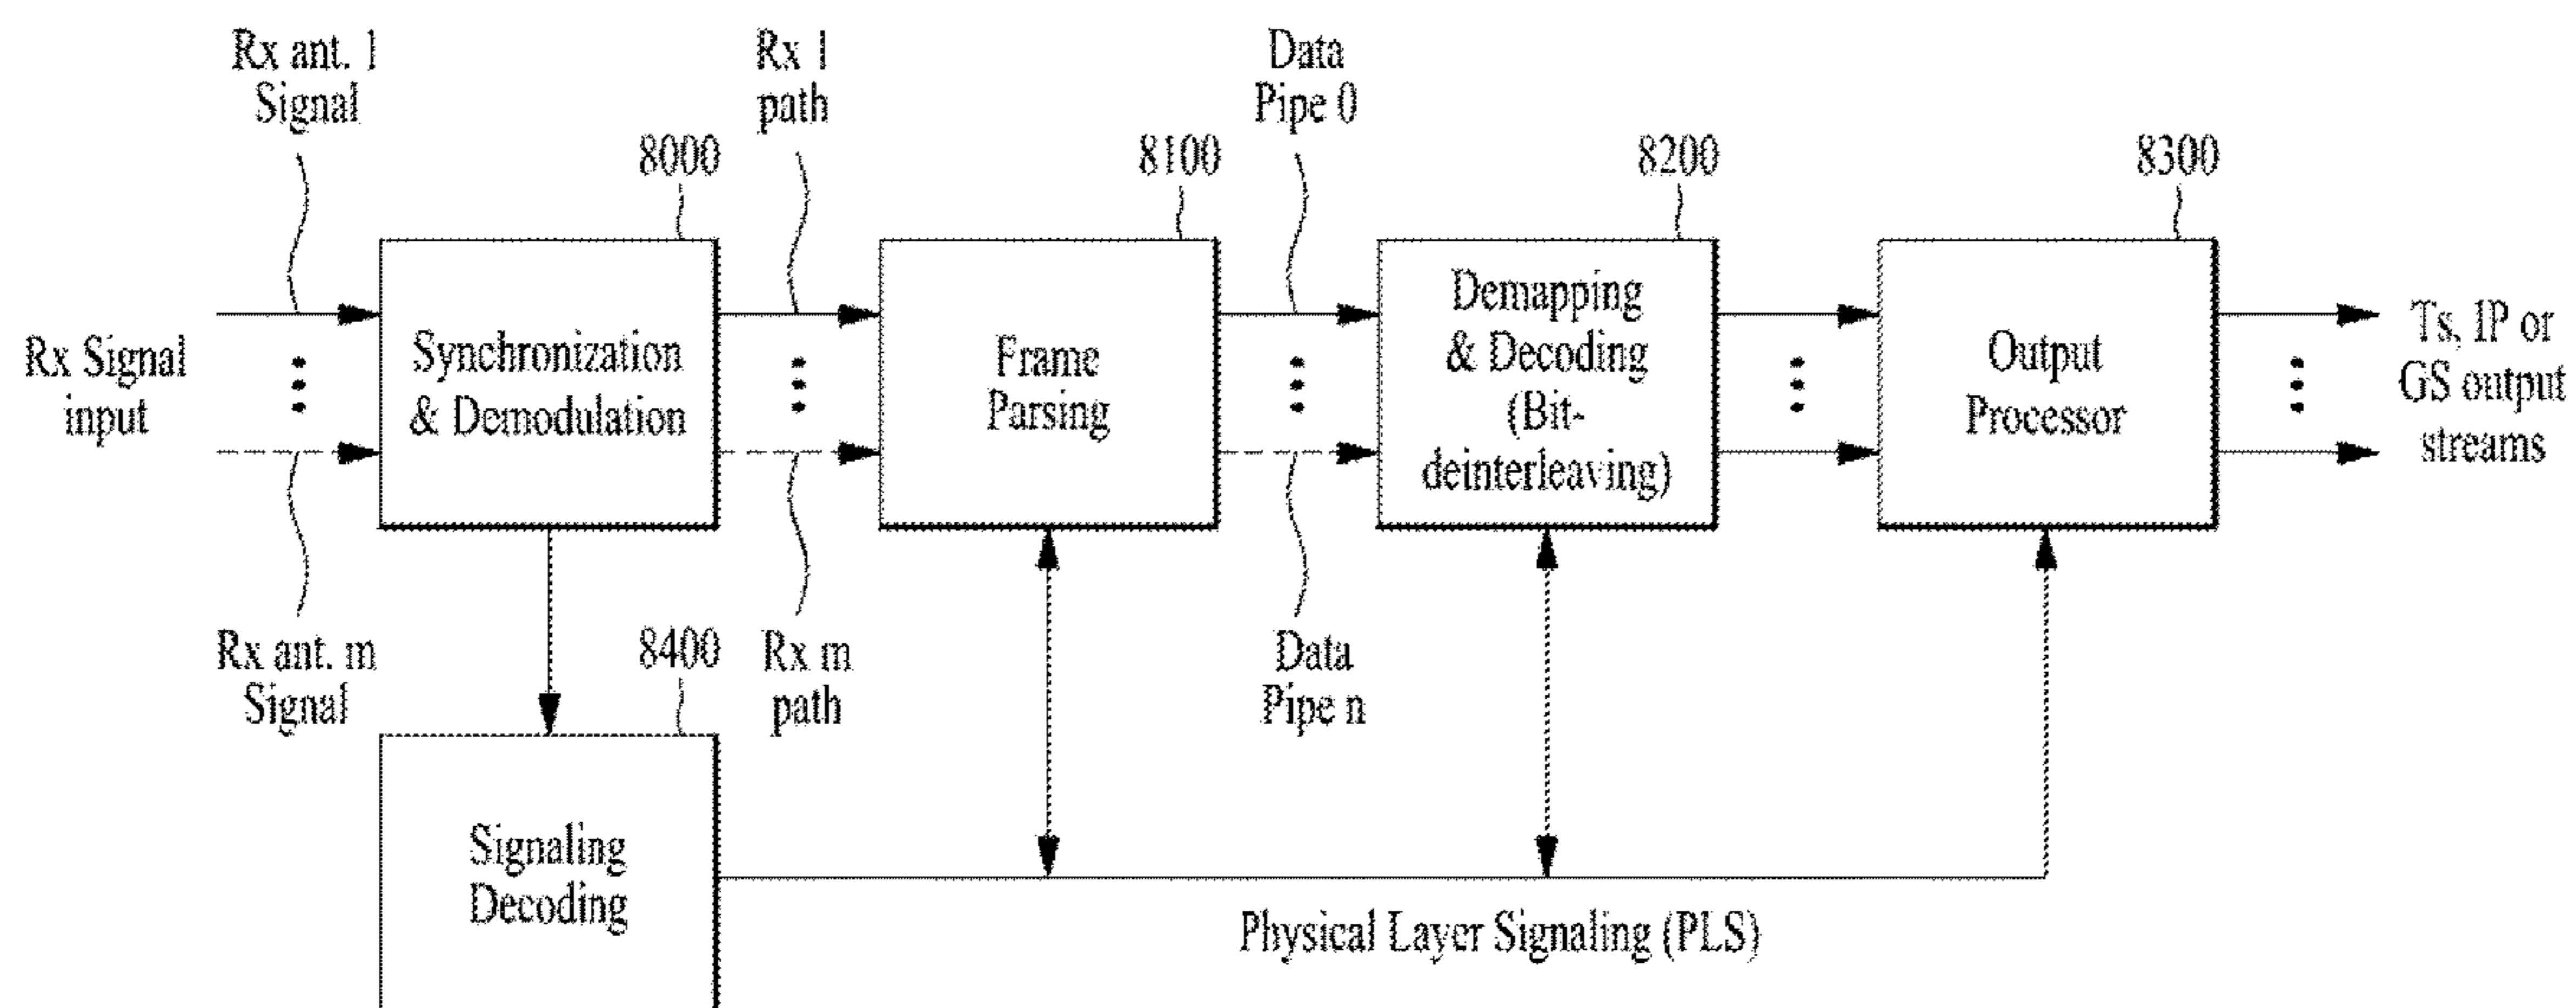 Rx ant. 1
Signal
Rx 1
path
Data
Pipe 0
8000
8100
8200
8300
Rx Signal
input
Synchronization
& Demodulation
Frame
Parsing
Demapping
& Decoding
(Bit-
deinterleaving)
Output
Processor
Ts, IP or
GS output
streams
Rx ant. m
Signal
8400
Rx m
path
Data
Pipe n
Signaling
Decoding
Physical Layer Signaling (PLS)